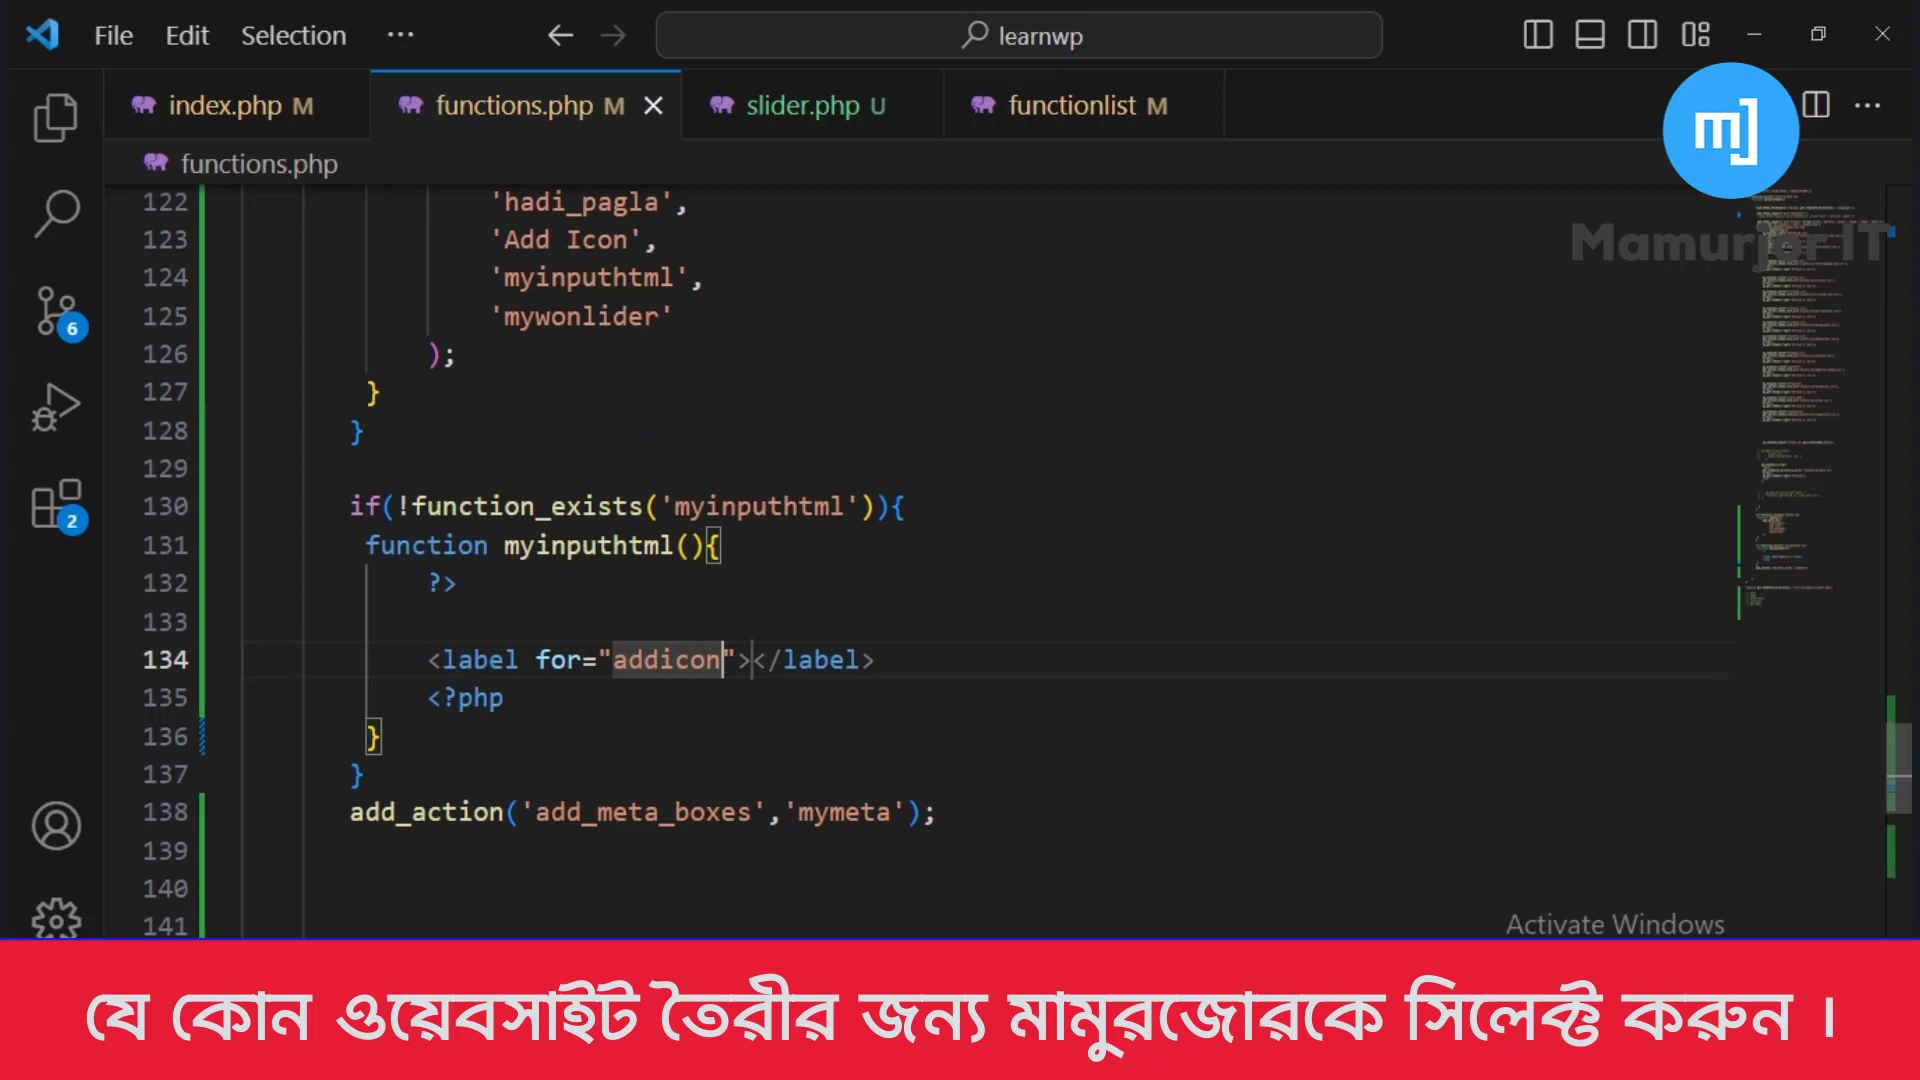 File Edit Selection ··· learnwp
index.php M functions.php M slider.php U functionlist M
mJ
functions.php
Mamurjor IT
122 'hadi_pagla',
123 'Add Icon',
124 'myinputhtml',
125 'mywonlider'
126 );
127 }
128 }
129
130 if(!function_exists('myinputhtml')){
131 function myinputhtml(){
132 ?>
133
134 <label for="addicon"></label>
135 <?php
136 }
137 }
138 add_action('add_meta_boxes','mymeta');
139
140
141
6
2
Activate Windows
যে কোন ওয়েবসাইট তৈরীর জন্য মামুরজোরকে সিলেক্ট করুন ।